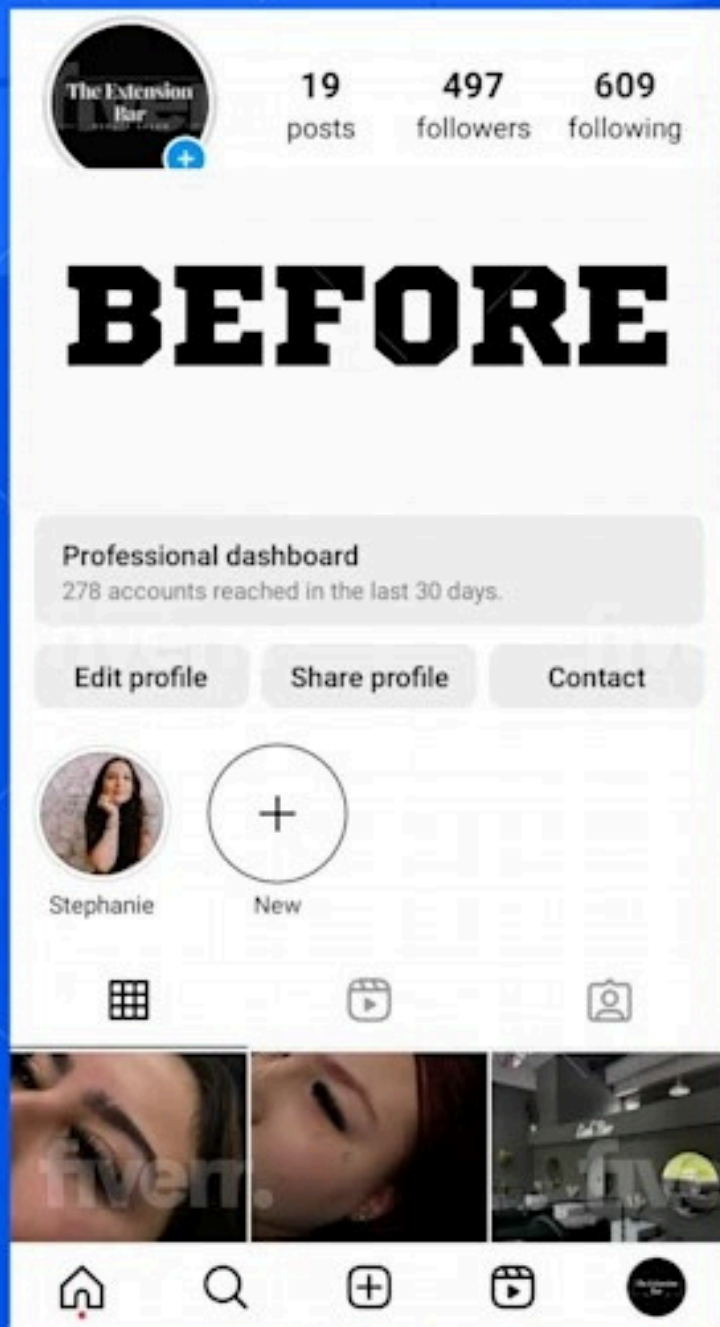 The Extension
Bar
19
posts
497
followers
609
following
BEFORE
Professional dashboard
278 accounts reached in the last 30 days.
Edit profile
Share profile
Contact
Stephanie
New
fiverr.